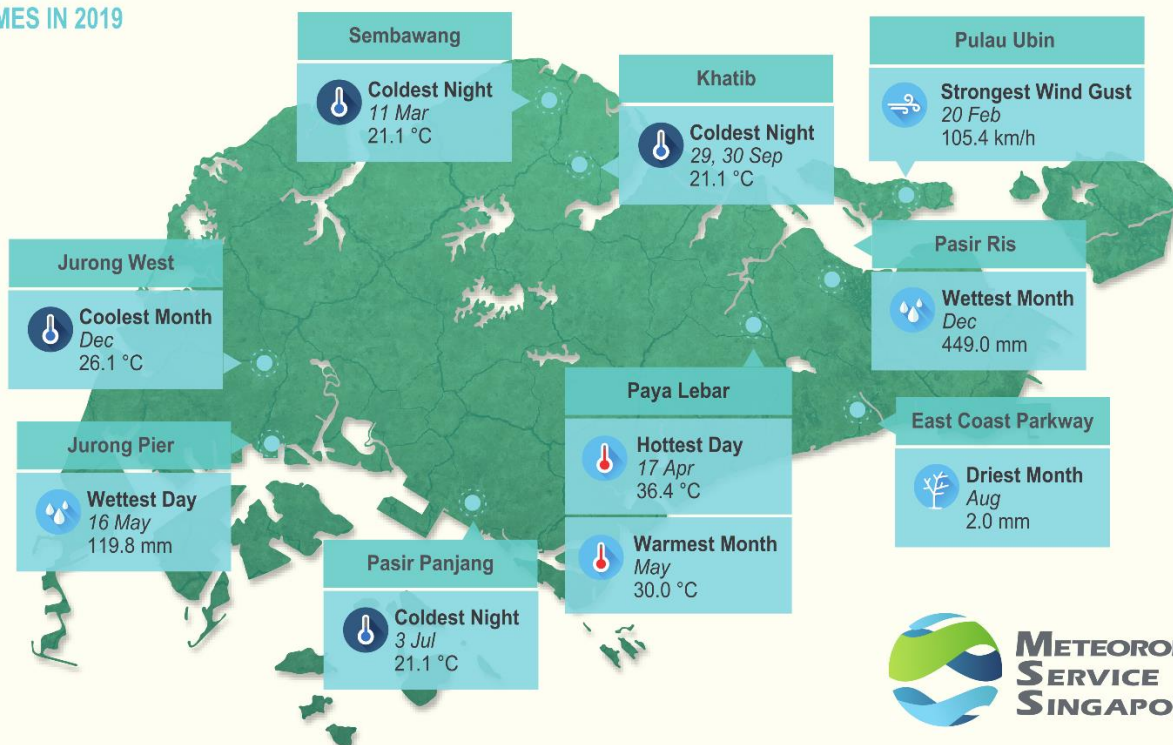 MES IN 2019
Sembawang
Coldest Night
11 Mar
21.1 °C
Khatib
Coldest Night
29, 30 Sep
21.1 °C
Pulau Ubin
Strongest Wind Gust
20 Feb
105.4 km/h
Jurong West
Coolest Month
Dec
26.1 °C
Pasir Ris
Wettest Month
Dec
449.0 mm
Jurong Pier
Wettest Day
16 May
119.8 mm
Paya Lebar
Hottest Day
17 Apr
36.4 °C
Warmest Month
May
30.0 °C
East Coast Parkway
Driest Month
Aug
2.0 mm
Pasir Panjang
Coldest Night
3 Jul
21.1 °C
METEORO
SERVICE
SINGAPO